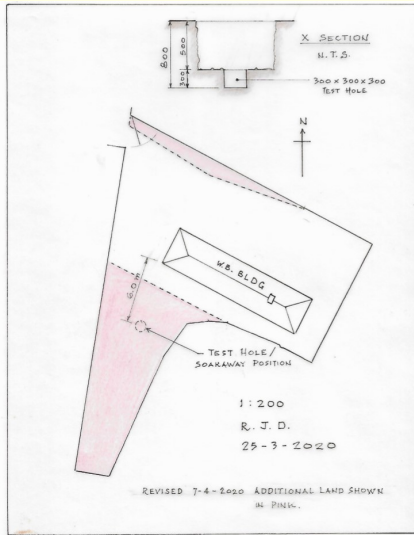 X SECTION
N.T.S.
800
500
300
300 x 300 x 300
TEST HOLE
N
W.B. BLDG
6.0m
TEST HOLE/
SOAKAWAY POSITION
1:200
R. J. D.
25-3-2020
REVISED 7-4-2020 ADDITIONAL LAND SHOWN
IN PINK.